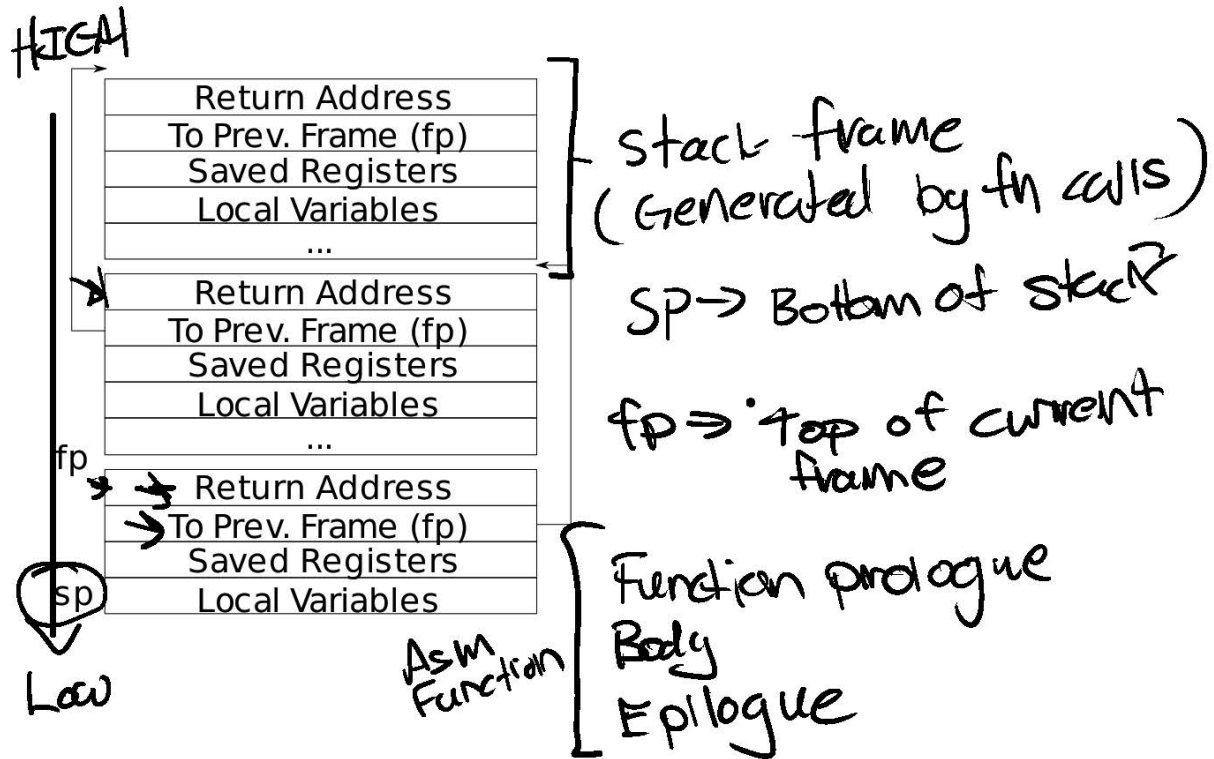 HIGH
Return Address
To Prev. Frame (fp)
Saved Registers
Local Variables
...
Stack frame
(Generated by fn calls)
Return Address
To Prev. Frame (fp)
Saved Registers
Local Variables
...
SP → Bottom of stack
fp ⇒ Top of current
frame
fp
Return Address
To Prev. Frame (fp)
Saved Registers
Local Variables
sp
Low
Asm
Function
Function prologue
Body
Epilogue